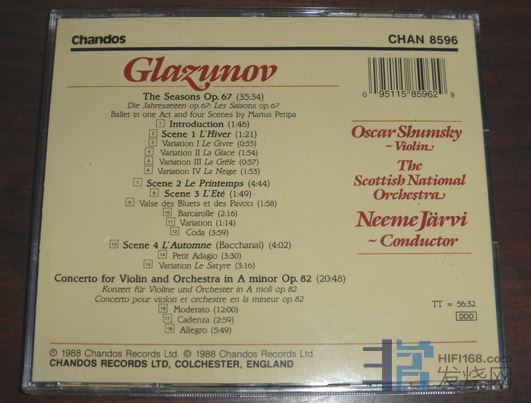 Chandos
CHAN 8596
Glazunov
The Seasons Op.67 (35:34)
Die Jahreszeiten op.67; Les Saisons op.67
Ballet in one Act and four Scenes by Marius Petipa
1 Introduction (1:46)
2 Scene 1 L'Hiver (1:21)
3 Variation I Le Givre (0:55)
4 Variation II La Glace (1:54)
5 Variation III La Grêle (0:57)
6 Variation IV La Neige (1:53)
7 Scene 2 Le Printemps (4:44)
8 Scene 3 L'Eté (1:49)
9 Valse des Bluets et des Pavots (1:58)
10 Barcarolle (2:16)
11 Variation (1:14)
12 Coda (3:59)
13 Scene 4 L'Automne (Bacchanal) (4:02)
14 Petit Adagio (3:30)
15 Variation Le Satyre (3:16)
Concerto for Violin and Orchestra in A minor Op. 82 (20:48)
Konzert für Violine und Orchester in A moll op.82
Concerto pour violon et orchestre en la mineur op.82
16 Moderato (12:00)
17 Cadenza (2:59)
18 Allegro (5:49)
0 95115 85962 9
Oscar Shumsky
~ Violin
The
Scottish National
Orchestra
Neeme Järvi
~ Conductor
TT = 56:32
DDD
℗ 1988 Chandos Records Ltd. © 1988 Chandos Records Ltd.
CHANDOS RECORDS LTD, COLCHESTER, ENGLAND
HIFI168.com
发烧网